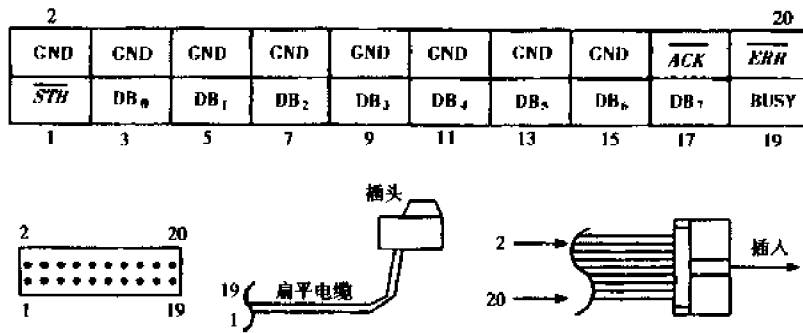 2 20
GND GND GND GND GND GND GND GND ACK ERR
STB DB0 DB1 DB2 DB3 DB4 DB5 DB6 DB7 BUSY
1 3 5 7 9 11 13 15 17 19
插头
2 20
1 19
19
1
扁平电缆
2
20
插入